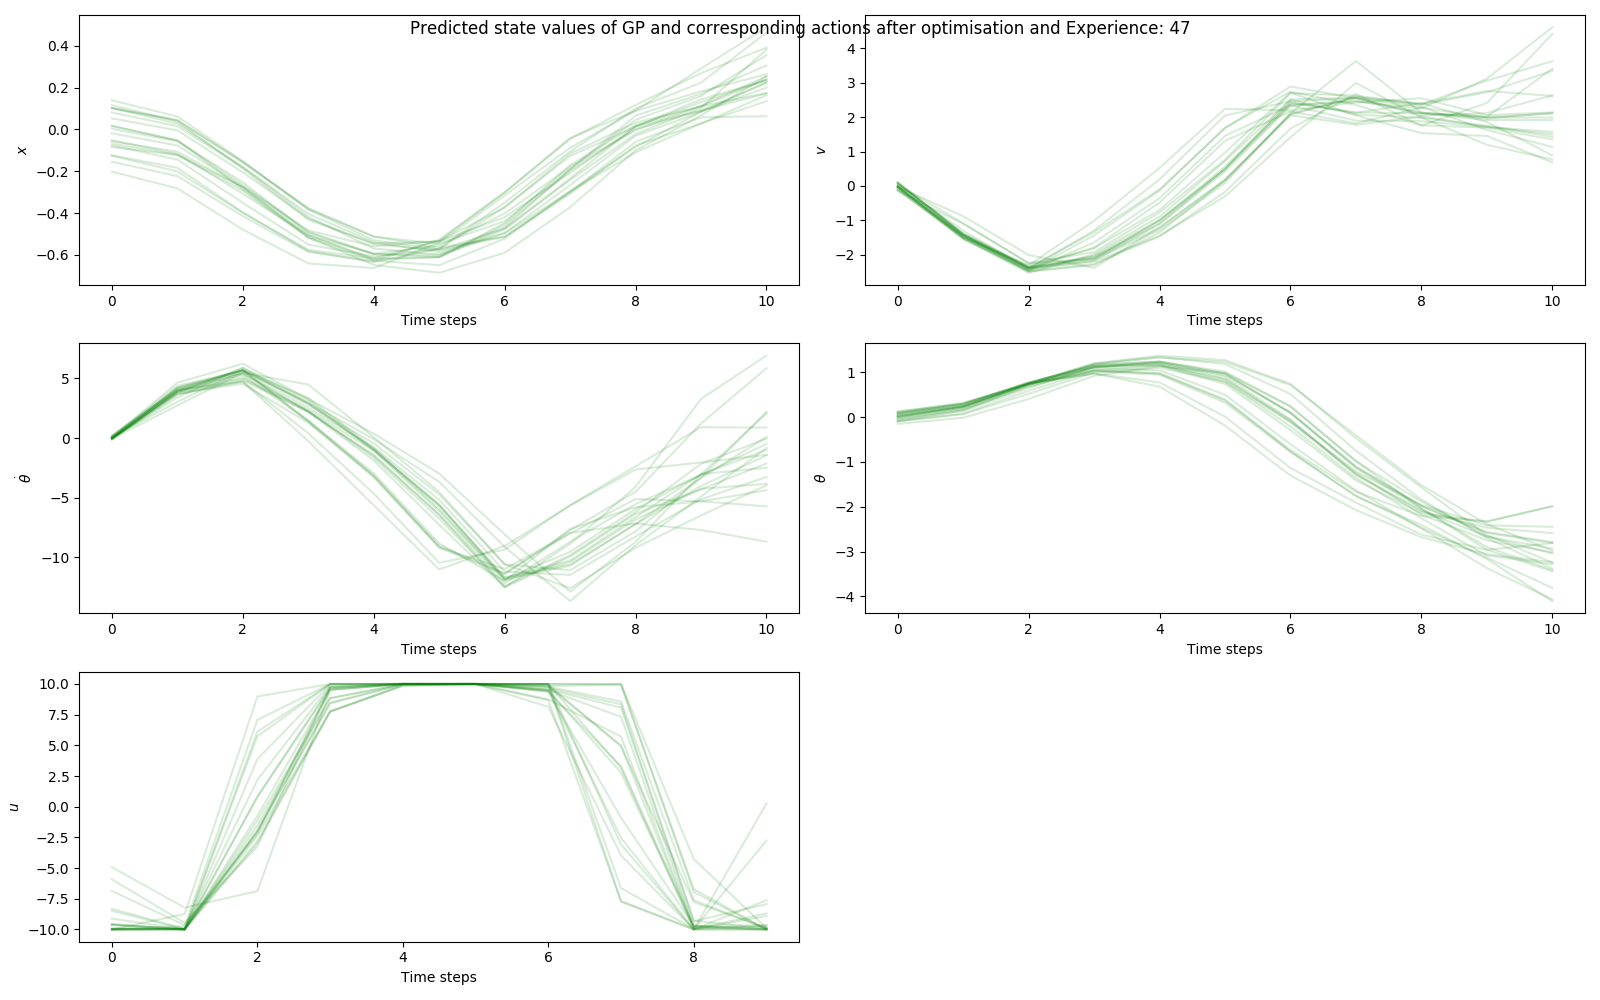 Predicted state values of GP and corresponding actions after optimisation and Experience: 47
0.4
0.2
0.0
−0.2
−0.4
−0.6
x
0 2 4 6 8 10
Time steps
4
3
2
1
0
−1
−2
v
0 2 4 6 8 10
Time steps
5
0
−5
−10
θ̇
0 2 4 6 8 10
Time steps
1
0
−1
−2
−3
−4
θ
0 2 4 6 8 10
Time steps
10.0
7.5
5.0
2.5
0.0
−2.5
−5.0
−7.5
−10.0
u
0 2 4 6 8
Time steps